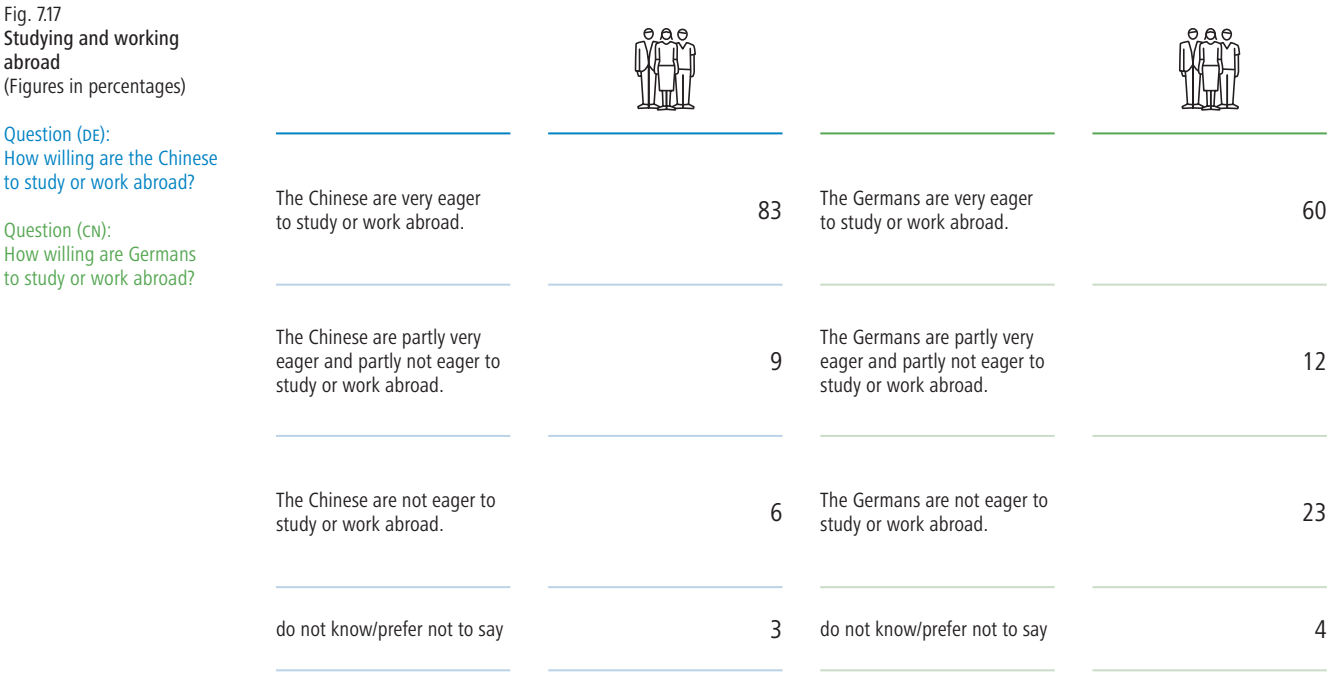 Fig. 7.17
Studying and working
abroad
(Figures in percentages)
Question (DE):
How willing are the Chinese
to study or work abroad?
Question (CN):
How willing are Germans
to study or work abroad?
The Chinese are very eager
to study or work abroad.
83
The Germans are very eager
to study or work abroad.
60
The Chinese are partly very
eager and partly not eager to
study or work abroad.
9
The Germans are partly very
eager and partly not eager to
study or work abroad.
12
The Chinese are not eager to
study or work abroad.
6
The Germans are not eager to
study or work abroad.
23
do not know/prefer not to say
3
do not know/prefer not to say
4